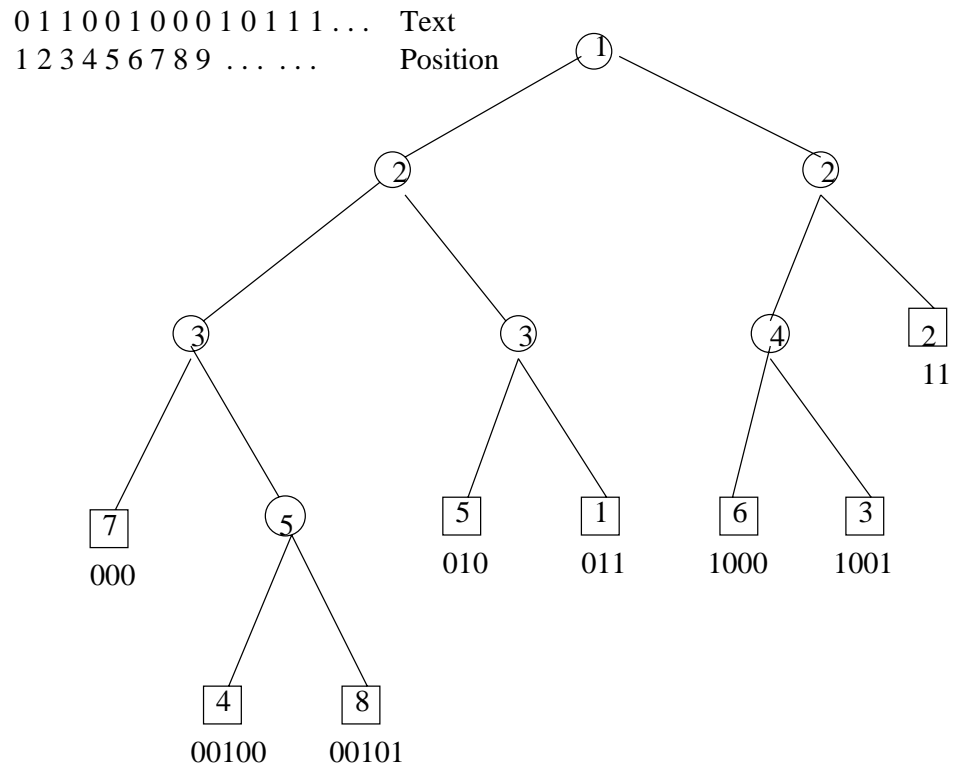 0 1 1 0 0 1 0 0 0 1 0 1 1 1 . . . Text
1 2 3 4 5 6 7 8 9 . . . . . . Position
1
2 2
3 3 4 2
11
7 5 5 1 6 3
000 010 011 1000 1001
4 8
00100 00101